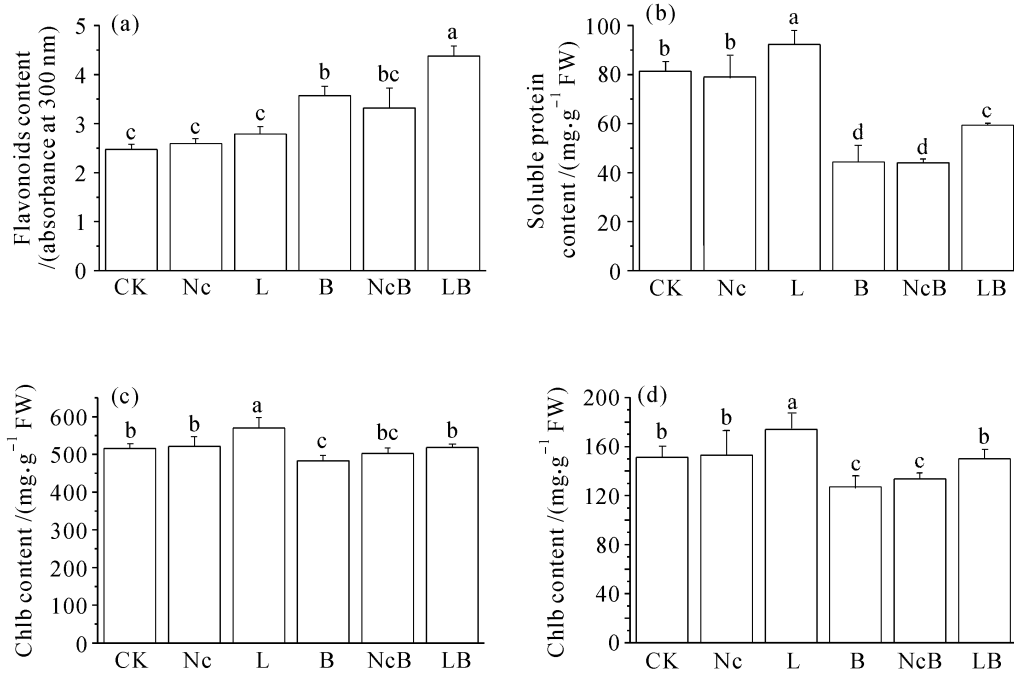 (a)
Flavonoids content
/(absorbance at 300 nm)
5
4
3
2
1
0
c
c
c
b
bc
a
CK Nc L B NcB LB
(b)
Soluble protein
content /(mg·g⁻¹ FW)
100
80
60
40
20
0
b
b
a
d
d
c
CK Nc L B NcB LB
(c)
Chlb content /(mg·g⁻¹ FW)
600
500
400
300
200
100
0
b
b
a
c
bc
b
CK Nc L B NcB LB
(d)
Chlb content /(mg·g⁻¹ FW)
200
160
120
80
40
0
b
b
a
c
c
b
CK Nc L B NcB LB